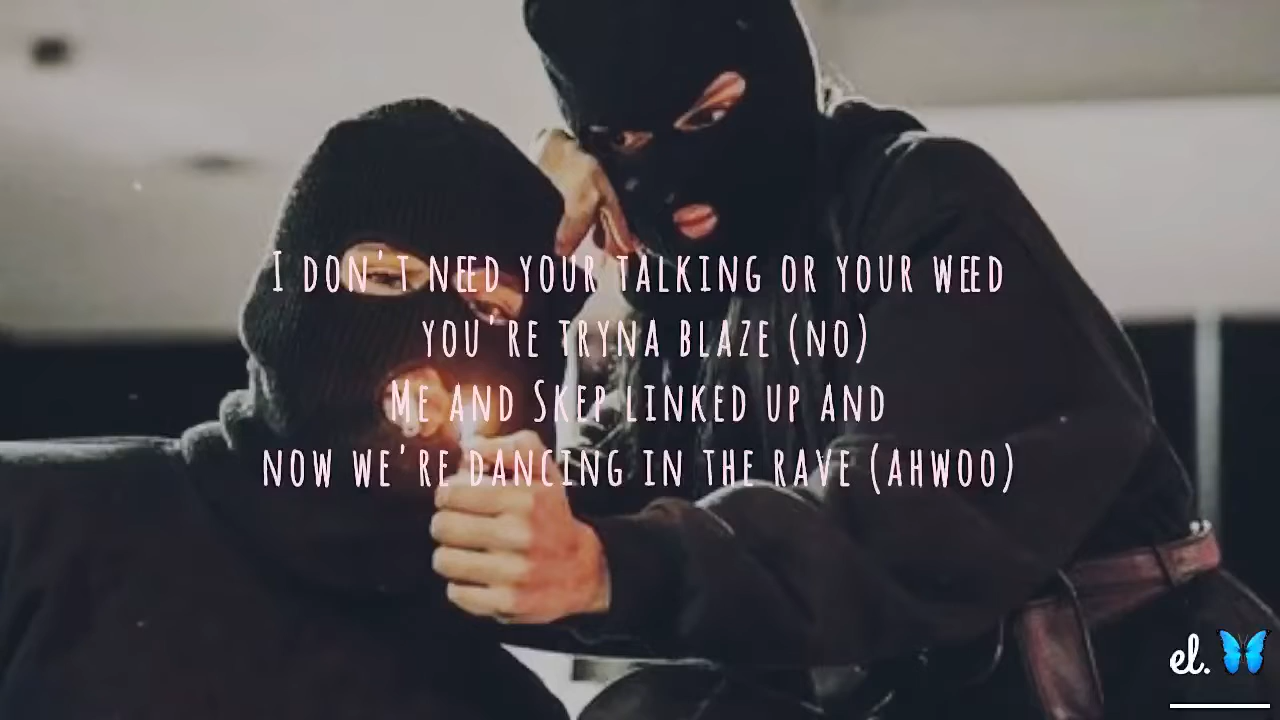 I DON'T NEED YOUR TALKING OR YOUR WEED
YOU'RE TRYNA BLAZE (NO)
ME AND SKEP LINKED UP AND
NOW WE'RE DANCING IN THE RAVE (AHWOO)
el. 🦋